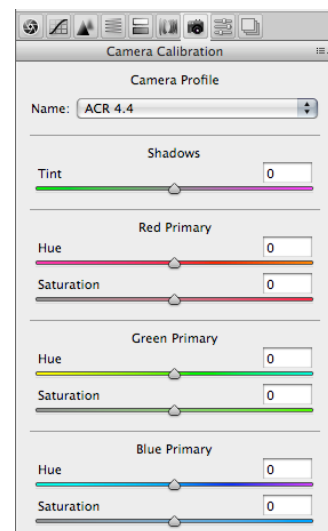 Camera Calibration
Camera Profile
Name: ACR 4.4
Shadows
Tint 0
Red Primary
Hue 0
Saturation 0
Green Primary
Hue 0
Saturation 0
Blue Primary
Hue 0
Saturation 0